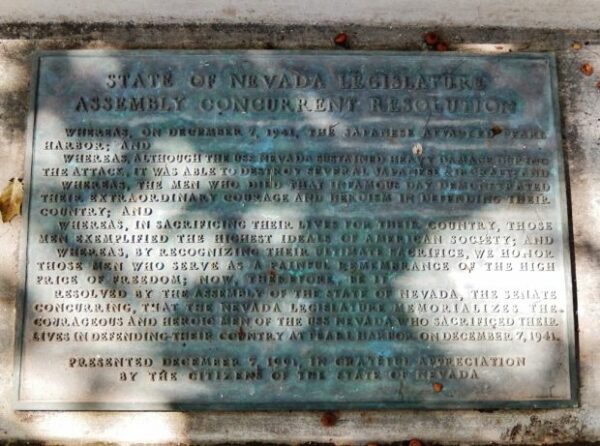 STATE OF NEVADA LEGISLATURE
ASSEMBLY CONCURRENT RESOLUTION
WHEREAS, ON DECEMBER 7, 1941, THE JAPANESE ATTACKED PEARL
HARBOR; AND
WHEREAS, ALTHOUGH THE USS NEVADA SUSTAINED HEAVY DAMAGE DURING
THE ATTACK, IT WAS ABLE TO DESTROY SEVERAL JAPANESE AIRCRAFT; AND
WHEREAS, THE MEN WHO DIED THAT INFAMOUS DAY DEMONSTRATED
THEIR EXTRAORDINARY COURAGE AND HEROISM IN DEFENDING THEIR
COUNTRY; AND
WHEREAS, IN SACRIFICING THEIR LIVES FOR THEIR COUNTRY, THOSE
MEN EXEMPLIFIED THE HIGHEST IDEALS OF AMERICAN SOCIETY; AND
WHEREAS, BY RECOGNIZING THEIR ULTIMATE SACRIFICE, WE HONOR
THOSE MEN WHO SERVE AS A PAINFUL REMEMBRANCE OF THE HIGH
PRICE OF FREEDOM; NOW, THEREFORE, BE IT
RESOLVED BY THE ASSEMBLY OF THE STATE OF NEVADA, THE SENATE
CONCURRING, THAT THE NEVADA LEGISLATURE MEMORIALIZES THE
COURAGEOUS AND HEROIC MEN OF THE USS NEVADA WHO SACRIFICED THEIR
LIVES IN DEFENDING THEIR COUNTRY AT PEARL HARBOR ON DECEMBER 7, 1941.
PRESENTED DECEMBER 7, 1991, IN GRATEFUL APPRECIATION
BY THE CITIZENS OF THE STATE OF NEVADA